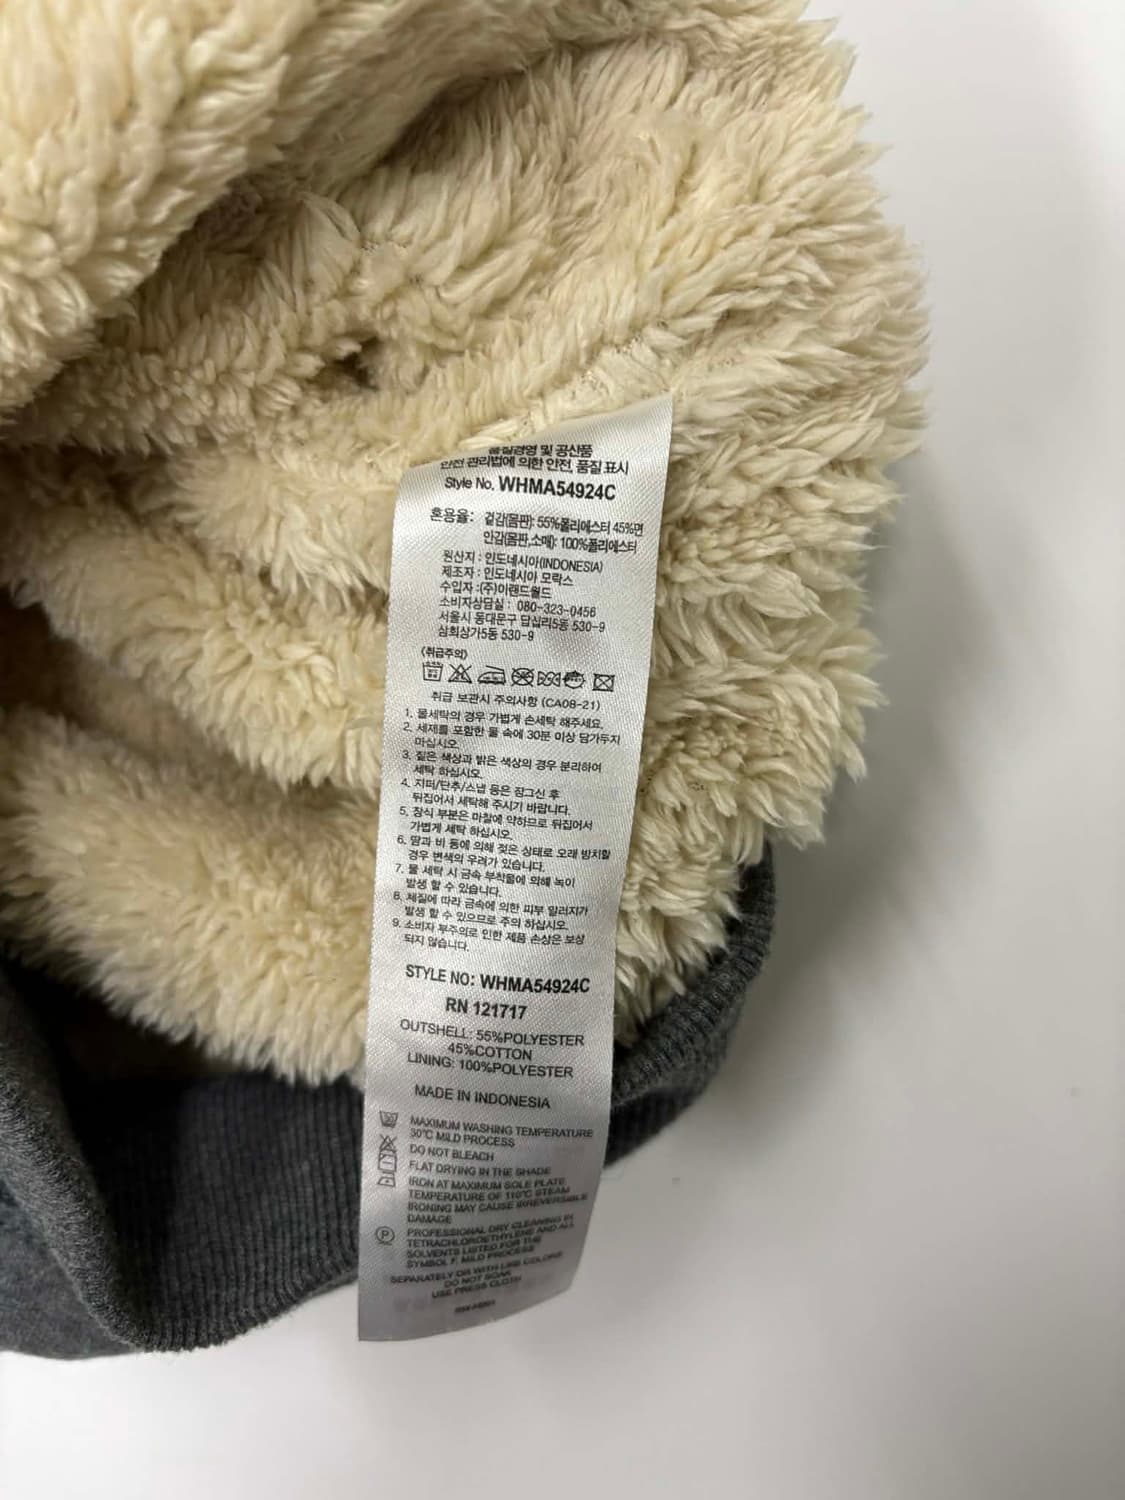 품질경영 및 공산품
안전 관리법에 의한 안전, 품질 표시
Style No. WHMA54924C
혼용율: 겉감(몸판): 55%폴리에스터 45%면
안감(몸판,소매): 100%폴리에스터
원산지 : 인도네시아(INDONESIA)
제조자 : 인도네시아 모락스
수입자 :(주)이랜드월드
소비자상담실 : 080-323-0456
서울시 동대문구 답십리5동 530-9
삼희상가5동 530-9
(취급주의)
취급 보관시 주의사항 (CA08-21)
1. 물세탁의 경우 가볍게 손세탁 해주세요.
2. 세제를 포함한 물 속에 30분 이상 담가두지
마십시오.
3. 짙은 색상과 밝은 색상의 경우 분리하여
세탁 하십시오.
4. 지퍼/단추/스냅 등은 잠그신 후
뒤집어서 세탁해 주시기 바랍니다.
5. 장식 부분은 마찰에 약하므로 뒤집어서
가볍게 세탁 하십시오.
6. 땀과 비 등에 의해 젖은 상태로 오래 방치할
경우 변색의 우려가 있습니다.
7. 물 세탁 시 금속 부착물에 의해 녹이
발생 할 수 있습니다.
8. 체질에 따라 금속에 의한 피부 알러지가
발생 할 수 있으므로 주의 하십시오.
9. 소비자 부주의로 인한 제품 손상은 보상
되지 않습니다.
STYLE NO: WHMA54924C
RN 121717
OUTSHELL: 55%POLYESTER
45%COTTON
LINING: 100%POLYESTER
MADE IN INDONESIA
MAXIMUM WASHING TEMPERATURE
30°C MILD PROCESS
DO NOT BLEACH
FLAT DRYING IN THE SHADE
IRON AT MAXIMUM SOLE PLATE
TEMPERATURE OF 110°C STEAM
IRONING MAY CAUSE IRREVERSIBLE
DAMAGE
P
PROFESSIONAL DRY CLEANING IN
TETRACHLOROETHYLENE AND ALL
SOLVENTS LISTED FOR THE
SYMBOL F, MILD PROCESS
SEPARATELY OR WITH LIKE COLORS
DO NOT SOAK
USE PRESS CLOTH